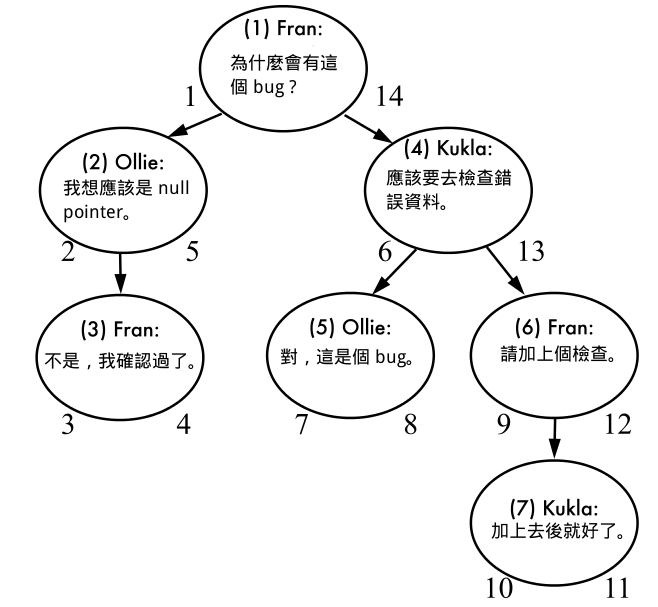 (1) Fran:
為什麼會有這
個 bug？
1
14
(2) Ollie:
我想應該是 null
pointer。
(4) Kukla:
應該要去檢查錯
誤資料。
2
5
6
13
(3) Fran:
不是，我確認過了。
(5) Ollie:
對，這是個 bug。
(6) Fran:
請加上個檢查。
3
4
7
8
9
12
(7) Kukla:
加上去後就好了。
10
11